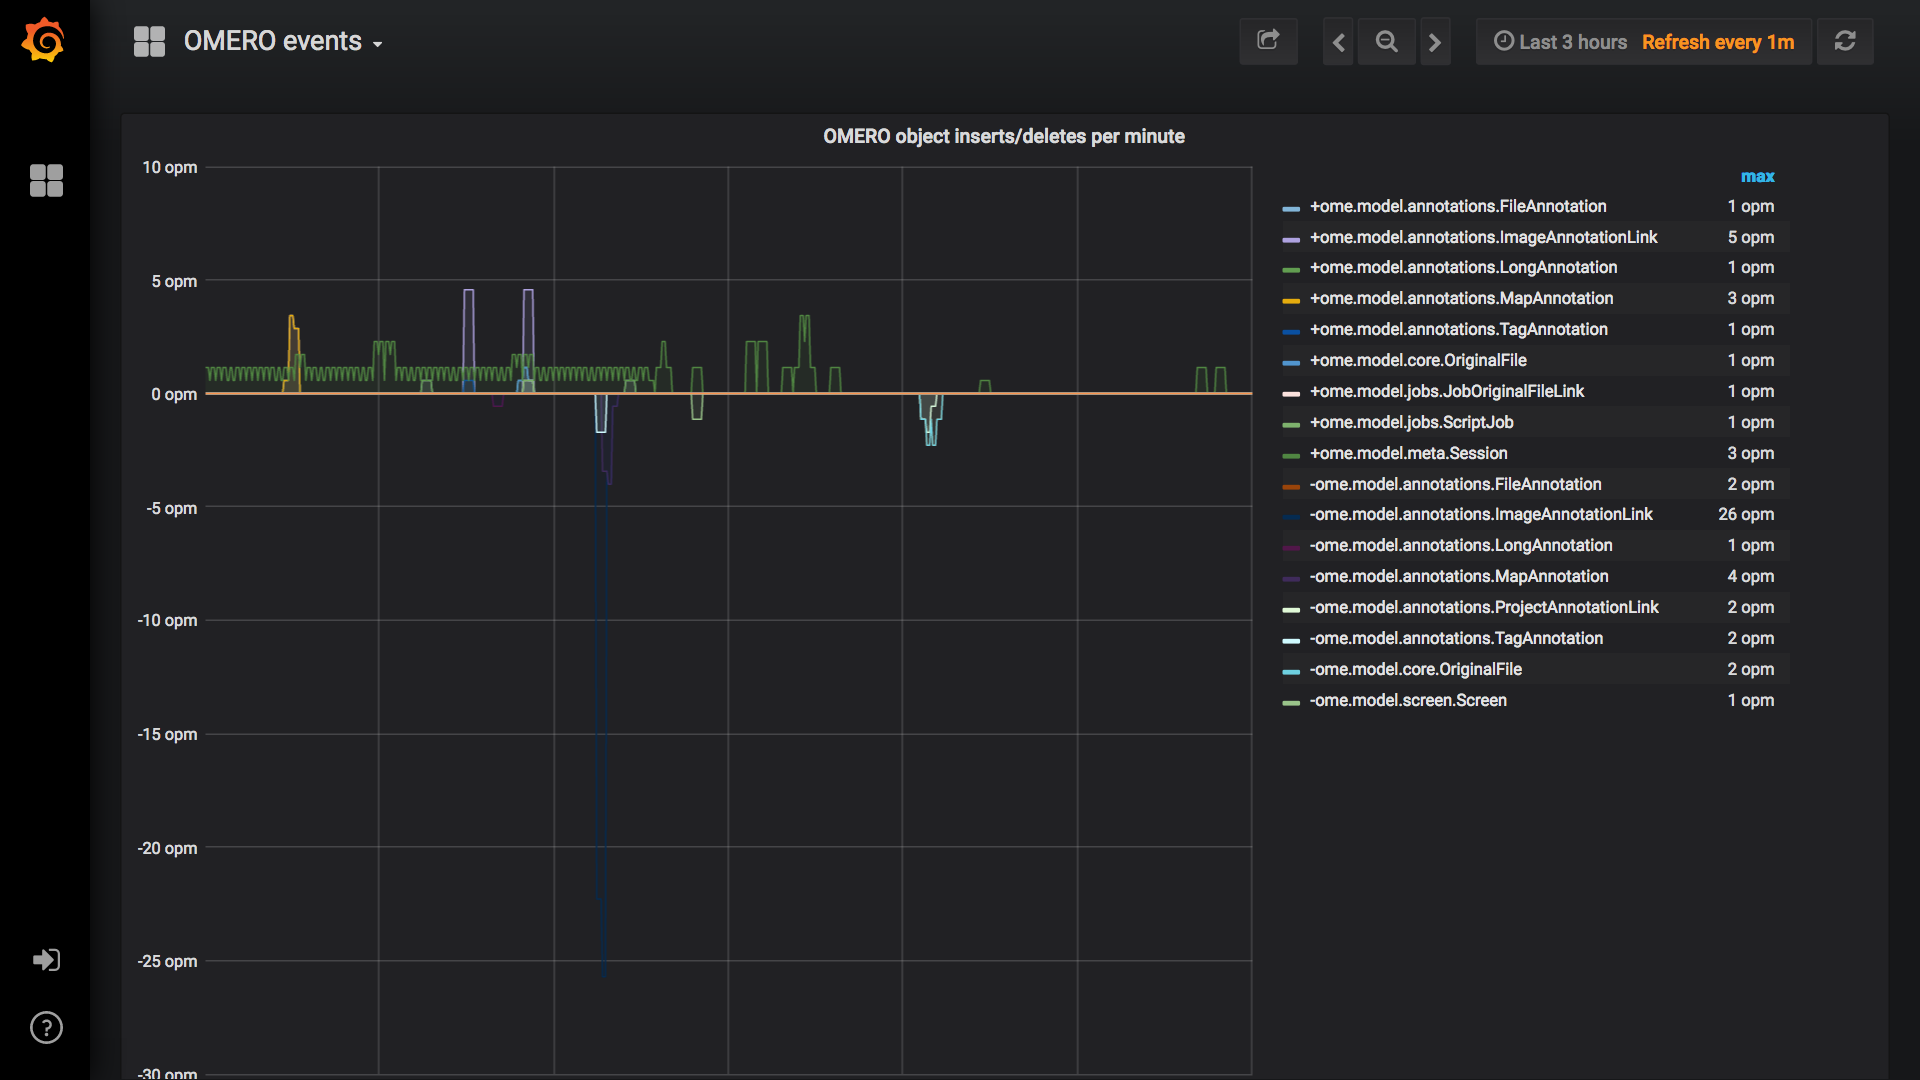 OMERO events
Last 3 hours Refresh every 1m
OMERO object inserts/deletes per minute
10 opm
5 opm
0 opm
-5 opm
-10 opm
-15 opm
-20 opm
-25 opm
-30 opm
max
+ome.model.annotations.FileAnnotation 1 opm
+ome.model.annotations.ImageAnnotationLink 5 opm
+ome.model.annotations.LongAnnotation 1 opm
+ome.model.annotations.MapAnnotation 3 opm
+ome.model.annotations.TagAnnotation 1 opm
+ome.model.core.OriginalFile 1 opm
+ome.model.jobs.JobOriginalFileLink 1 opm
+ome.model.jobs.ScriptJob 1 opm
+ome.model.meta.Session 3 opm
-ome.model.annotations.FileAnnotation 2 opm
-ome.model.annotations.ImageAnnotationLink 26 opm
-ome.model.annotations.LongAnnotation 1 opm
-ome.model.annotations.MapAnnotation 4 opm
-ome.model.annotations.ProjectAnnotationLink 2 opm
-ome.model.annotations.TagAnnotation 2 opm
-ome.model.core.OriginalFile 2 opm
-ome.model.screen.Screen 1 opm